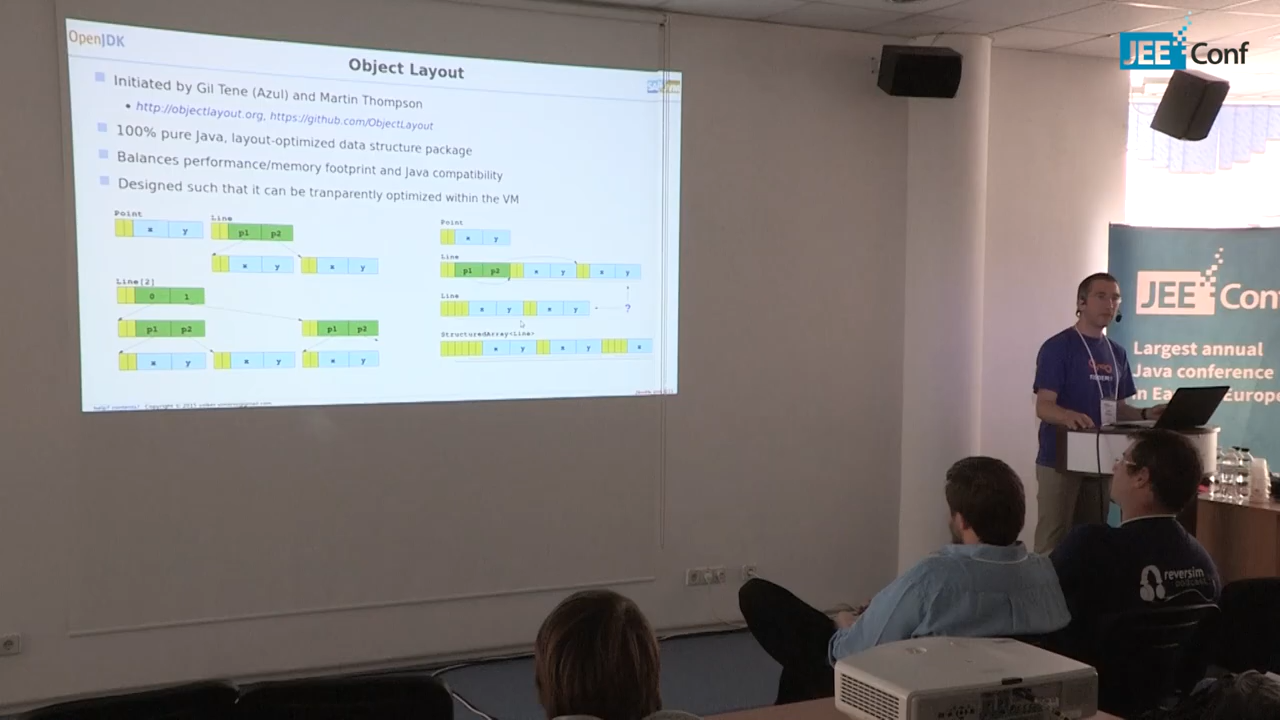 JEE Conf
OpenJDK
Object Layout
Initiated by Gil Tene (Azul) and Martin Thompson
http://objectlayout.org, https://github.com/ObjectLayout
100% pure Java, layout-optimized data structure package
Balances performance/memory footprint and Java compatibility
Designed such that it can be tranparently optimized within the VM
Point
x y
Line
p1 p2
x y x y
Line[2]
0 1
p1 p2 p1 p2
x y x y x y
Point
x y
Line
p1 p2 x y x y
Line
x y x y ?
StructuredArray<Line>
x y x y x
JEE Conf
Largest annual
Java conference
Europe
reversim